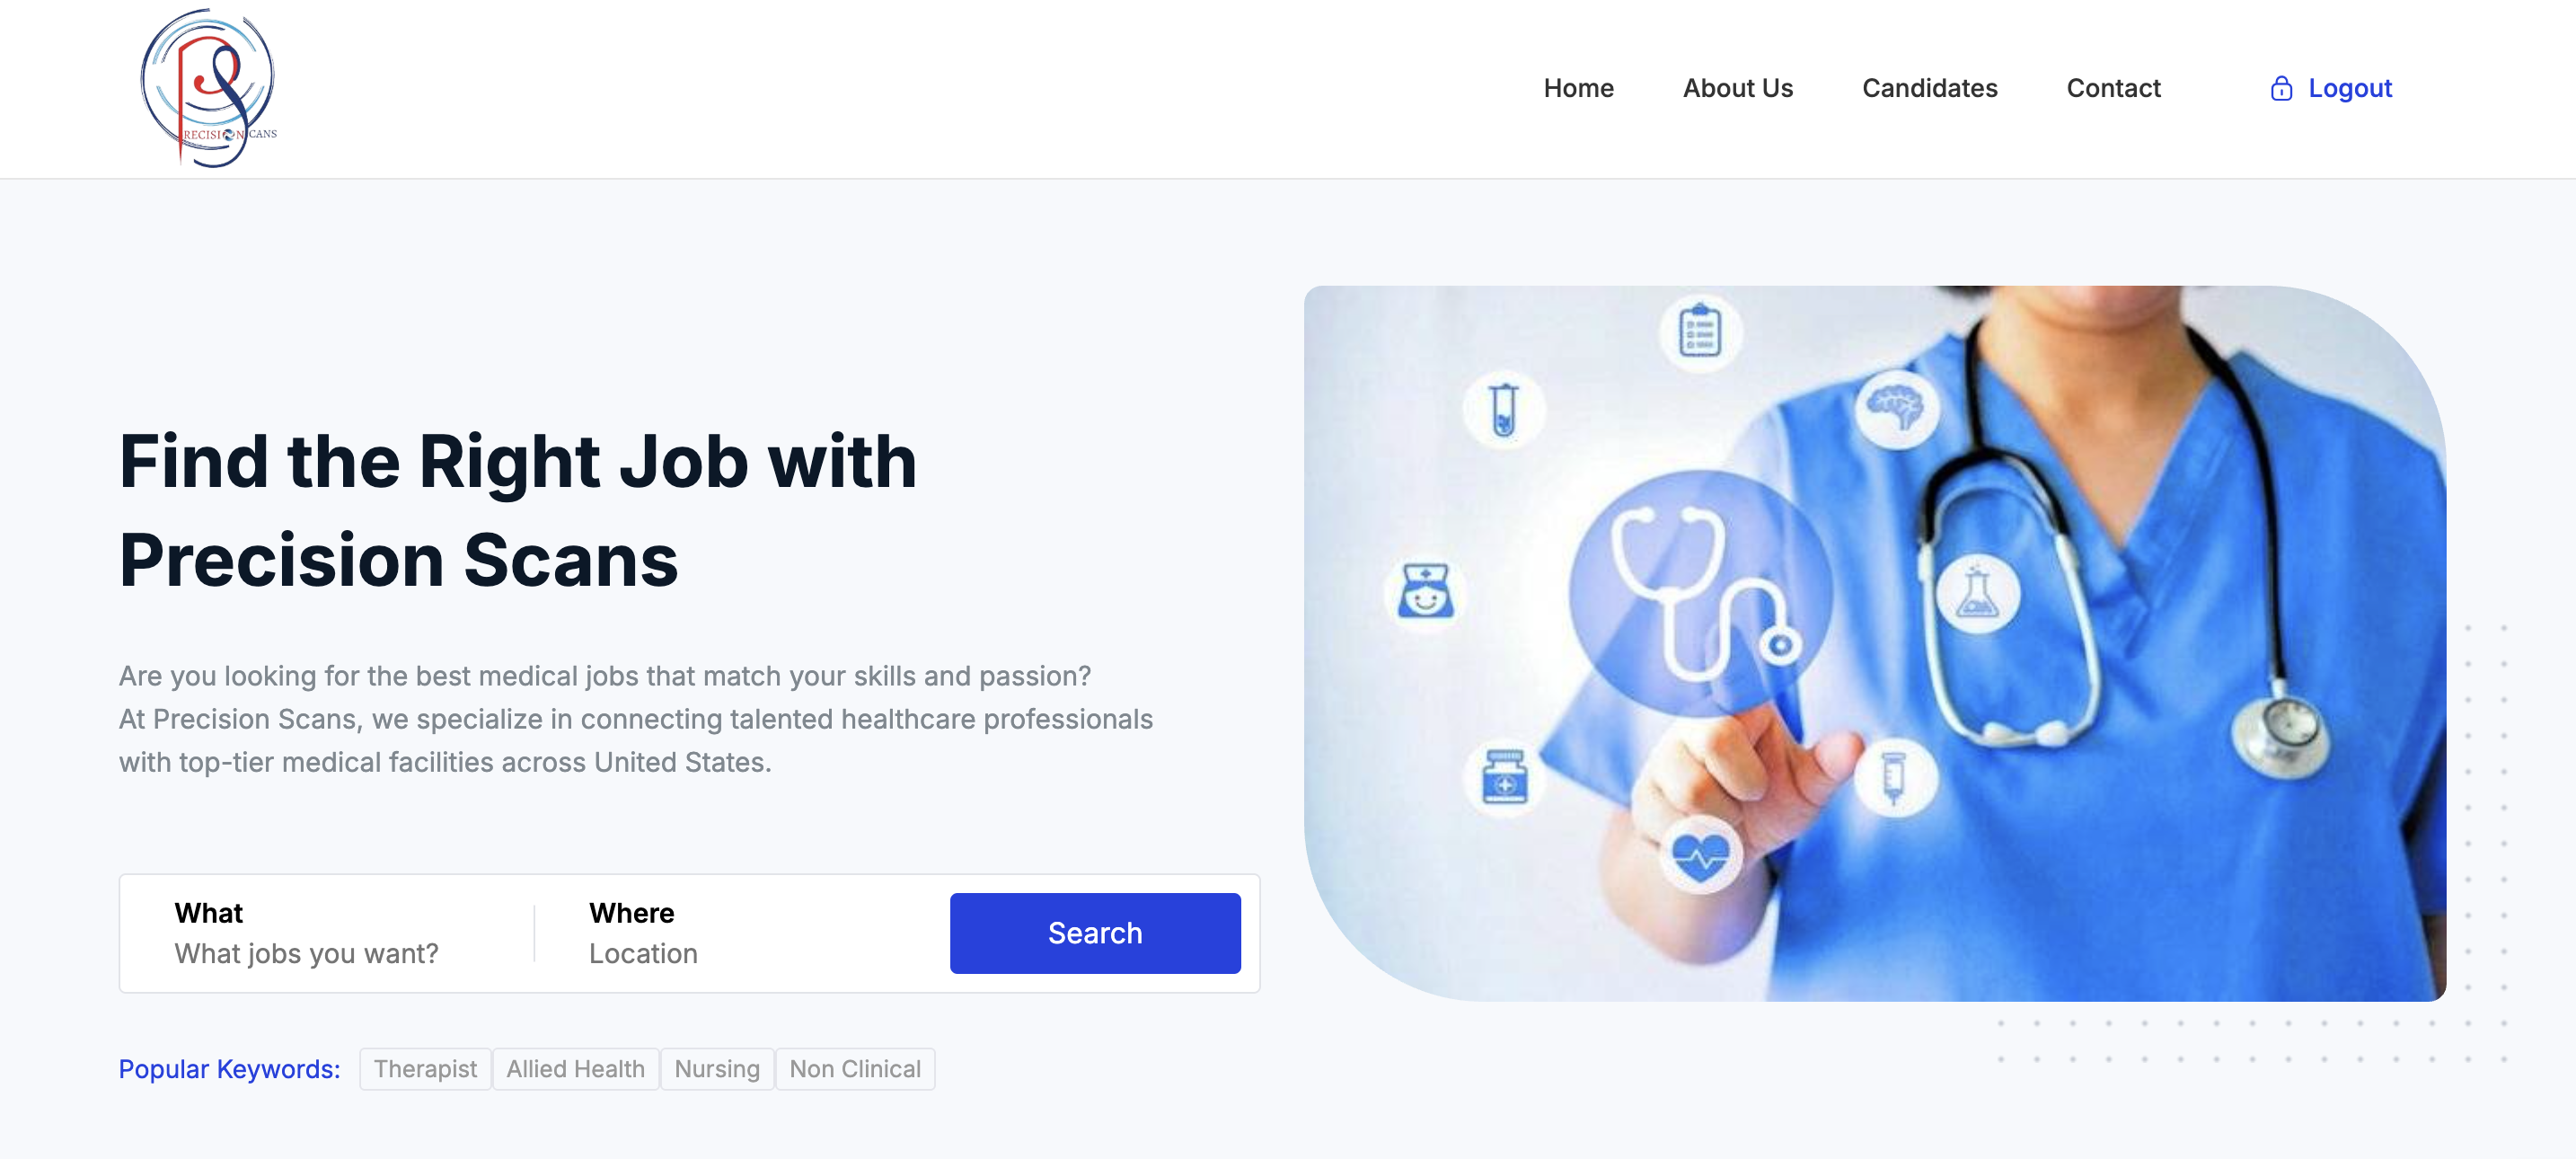 RECISION CANS
Home
About Us
Candidates
Contact
Logout
Find the Right Job with
Precision Scans
Are you looking for the best medical jobs that match your skills and passion?
At Precision Scans, we specialize in connecting talented healthcare professionals
with top-tier medical facilities across United States.
What
What jobs you want?
Where
Location
Search
Popular Keywords:
Therapist
Allied Health
Nursing
Non Clinical